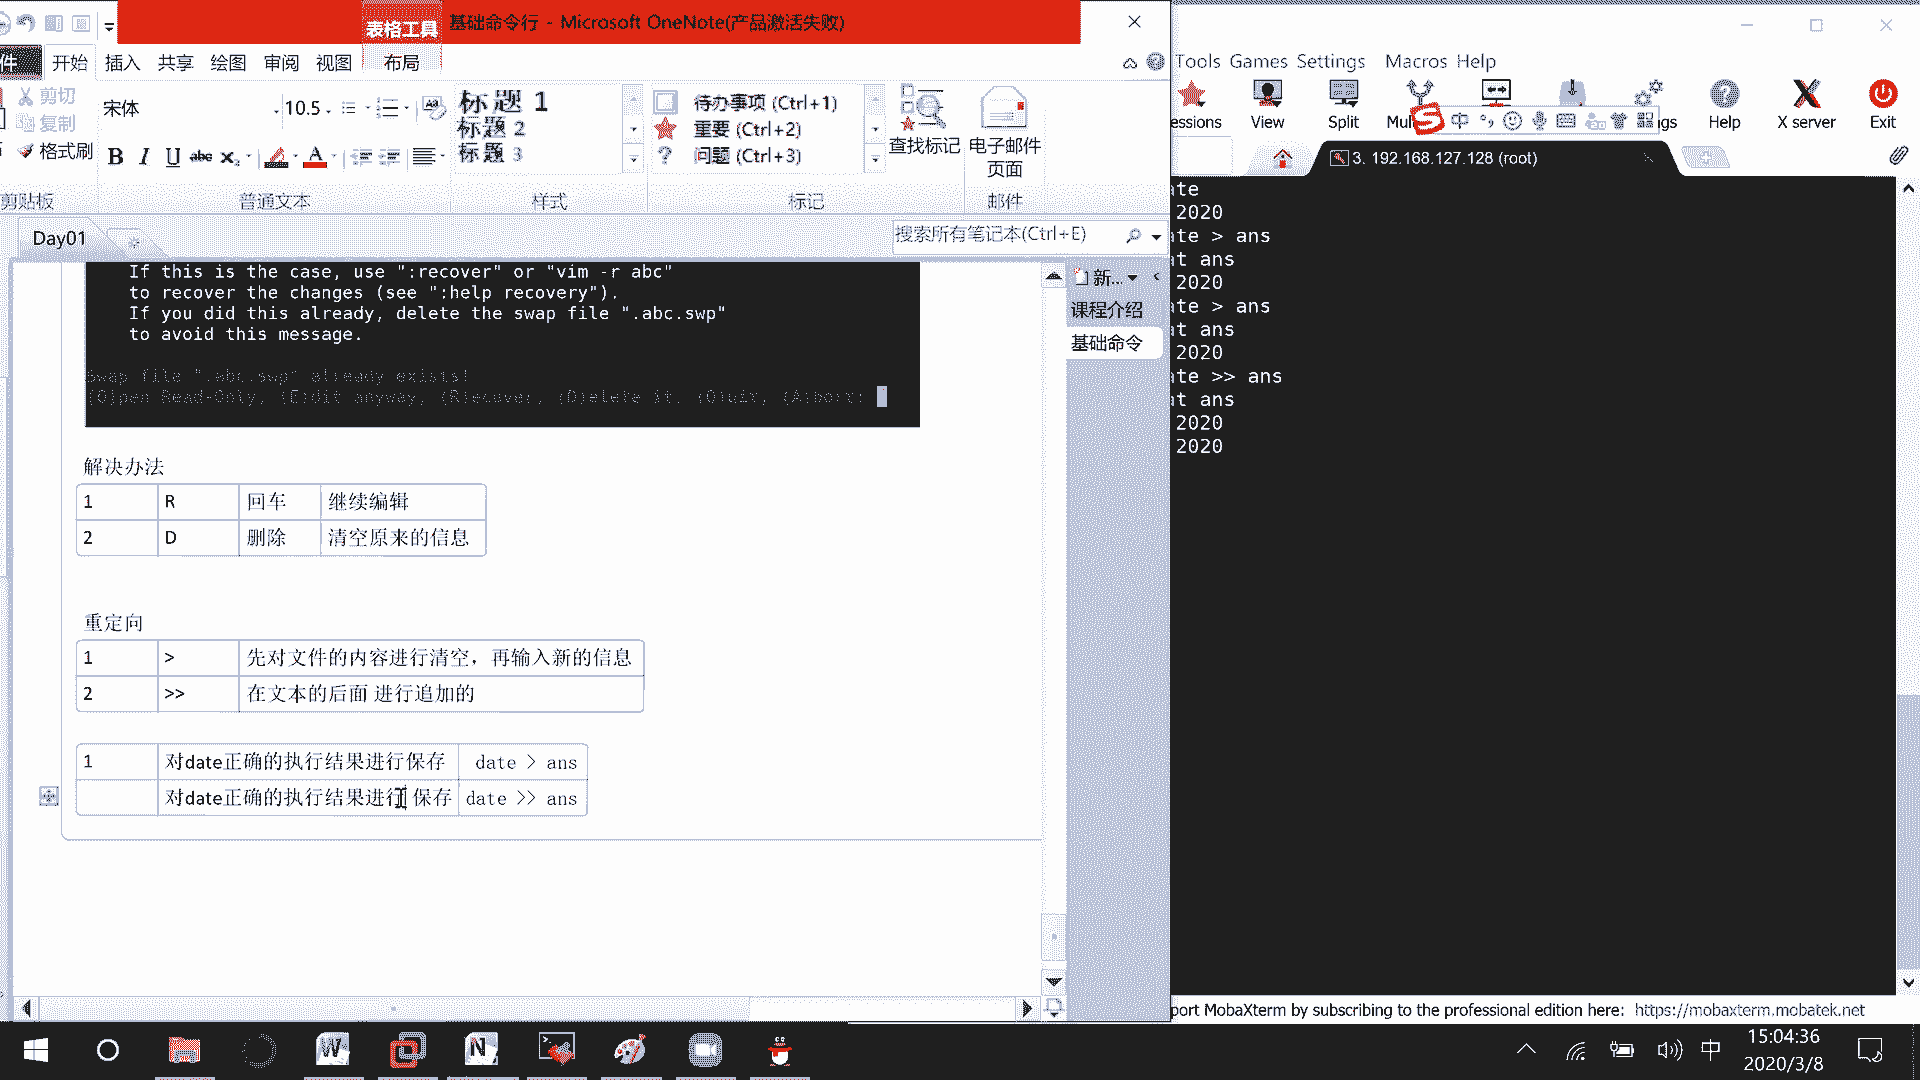 表格工具
基础命令行 - Microsoft OneNote(产品激活失败)
件 开始 插入 共享 绘图 审阅 视图 布局
剪切
复制
格式刷
剪贴板
宋体 10.5
B I U abc
普通文本
标题 1
标题 2
标题 3
样式
待办事项 (Ctrl+1)
重要 (Ctrl+2)
问题 (Ctrl+3)
标记
查找标记
电子邮件
页面
邮件
Day01
搜索所有笔记本(Ctrl+E)
新...
课程介绍
基础命令
If this is the case, use ":recover" or "vim -r abc"
to recover the changes (see ":help recovery").
If you did this already, delete the swap file ".abc.swp"
to avoid this message.
Swap file ".abc.swp" already exists!
(O)pen Read-Only, (E)dit anyway, (R)ecover, (D)elete it, (Q)uit, (A)bort:
解决办法
1 R 回车 继续编辑
2 D 删除 清空原来的信息
重定向
1 > 先对文件的内容进行清空，再输入新的信息
2 >> 在文本的后面 进行追加的
1 对date正确的执行结果进行保存 date > ans
对date正确的执行结果进行 保存 date >> ans
Tools Games Settings Macros Help
essions View Split Mul gs Help X server Exit
中
3. 192.168.127.128 (root)
ate
2020
ate > ans
at ans
2020
ate > ans
at ans
2020
ate >> ans
at ans
2020
2020
port MobaXterm by subscribing to the professional edition here: https://mobaxterm.mobatek.net
中
15:04:36
2020/3/8